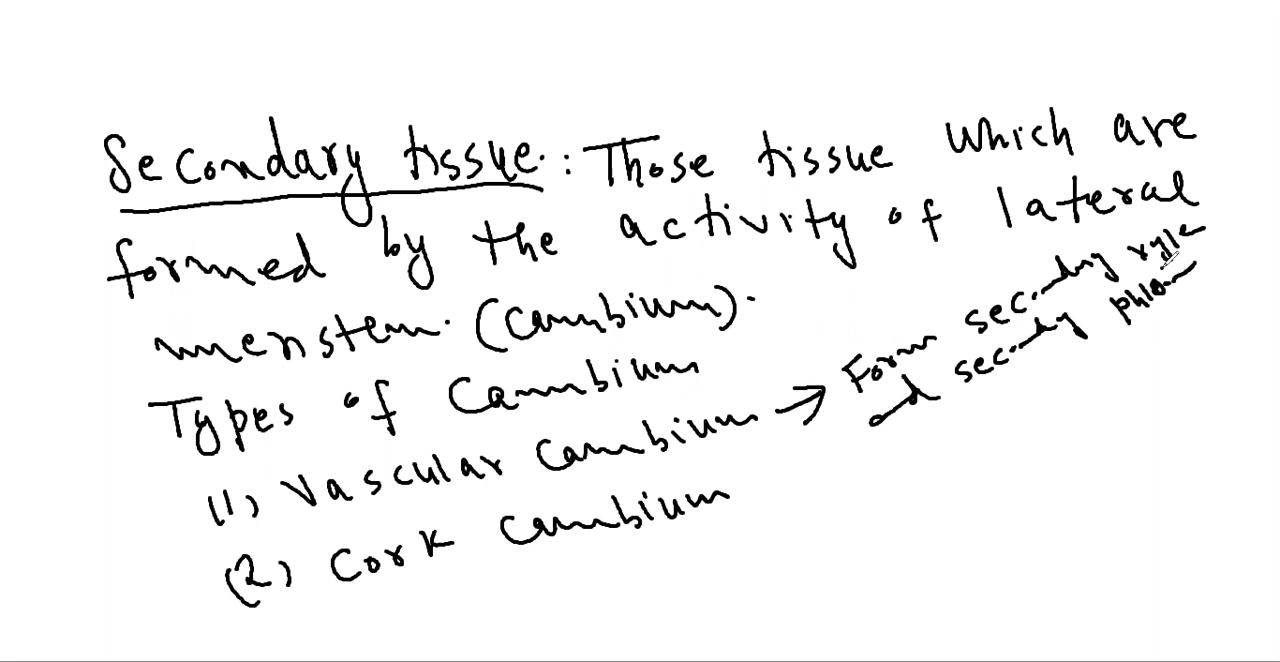 Secondary tissue: Those tissue which are
formed by the activity of lateral
meristem. (Cambium).
Types of Cambium
(1) Vascular Cambium → Form secondary xyle
and secondary phloem
(2) Cork Cambium